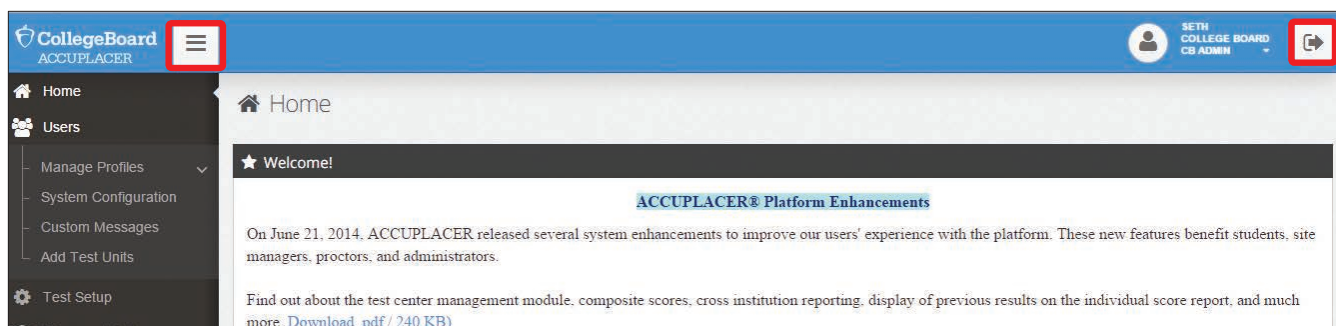 CollegeBoard
ACCUPLACER
SETH
COLLEGE BOARD
CB ADMIN
Home
Users
Manage Profiles
System Configuration
Custom Messages
Add Test Units
Test Setup
Home
Welcome!
ACCUPLACER® Platform Enhancements
On June 21, 2014, ACCUPLACER released several system enhancements to improve our users' experience with the platform. These new features benefit students, site
managers, proctors, and administrators.
Find out about the test center management module, composite scores, cross institution reporting, display of previous results on the individual score report, and much
more. Download .pdf / 240 KB)